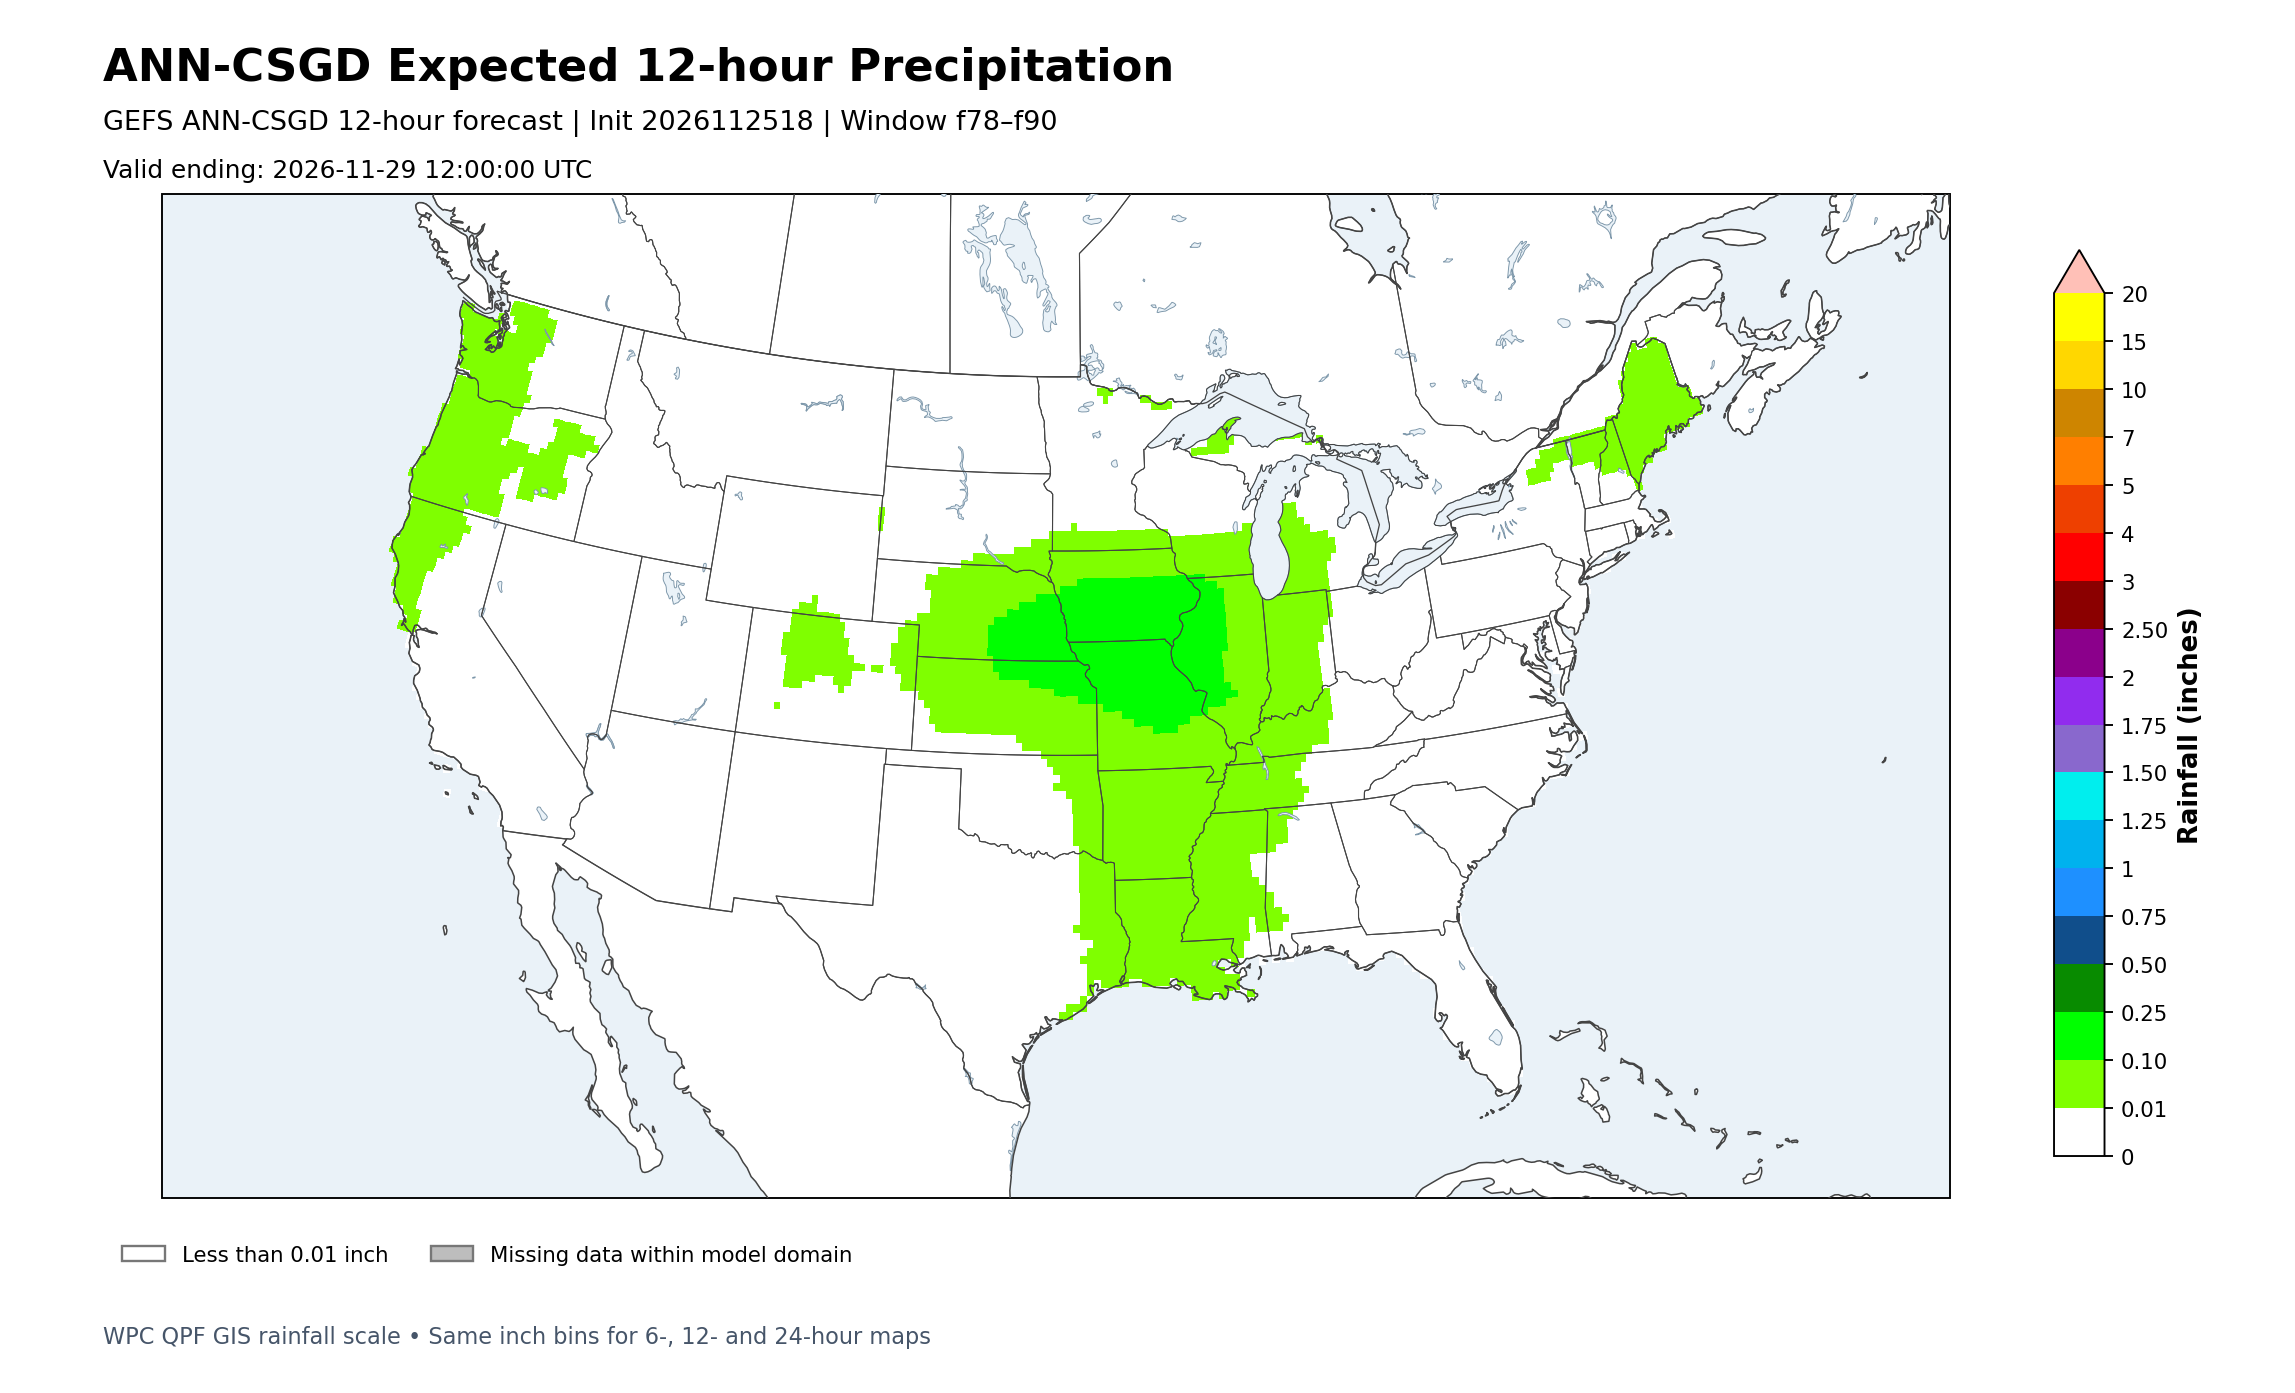 ANN-CSGD Expected 12-hour Precipitation
GEFS ANN-CSGD 12-hour forecast | Init 2026112518 | Window f78–f90
Valid ending: 2026-11-29 12:00:00 UTC
20
15
10
7
5
4
3
2.50
2
1.75
1.50
1.25
1
0.75
0.50
0.25
0.10
0.01
0
Rainfall (inches)
Less than 0.01 inch
Missing data within model domain
WPC QPF GIS rainfall scale • Same inch bins for 6-, 12- and 24-hour maps